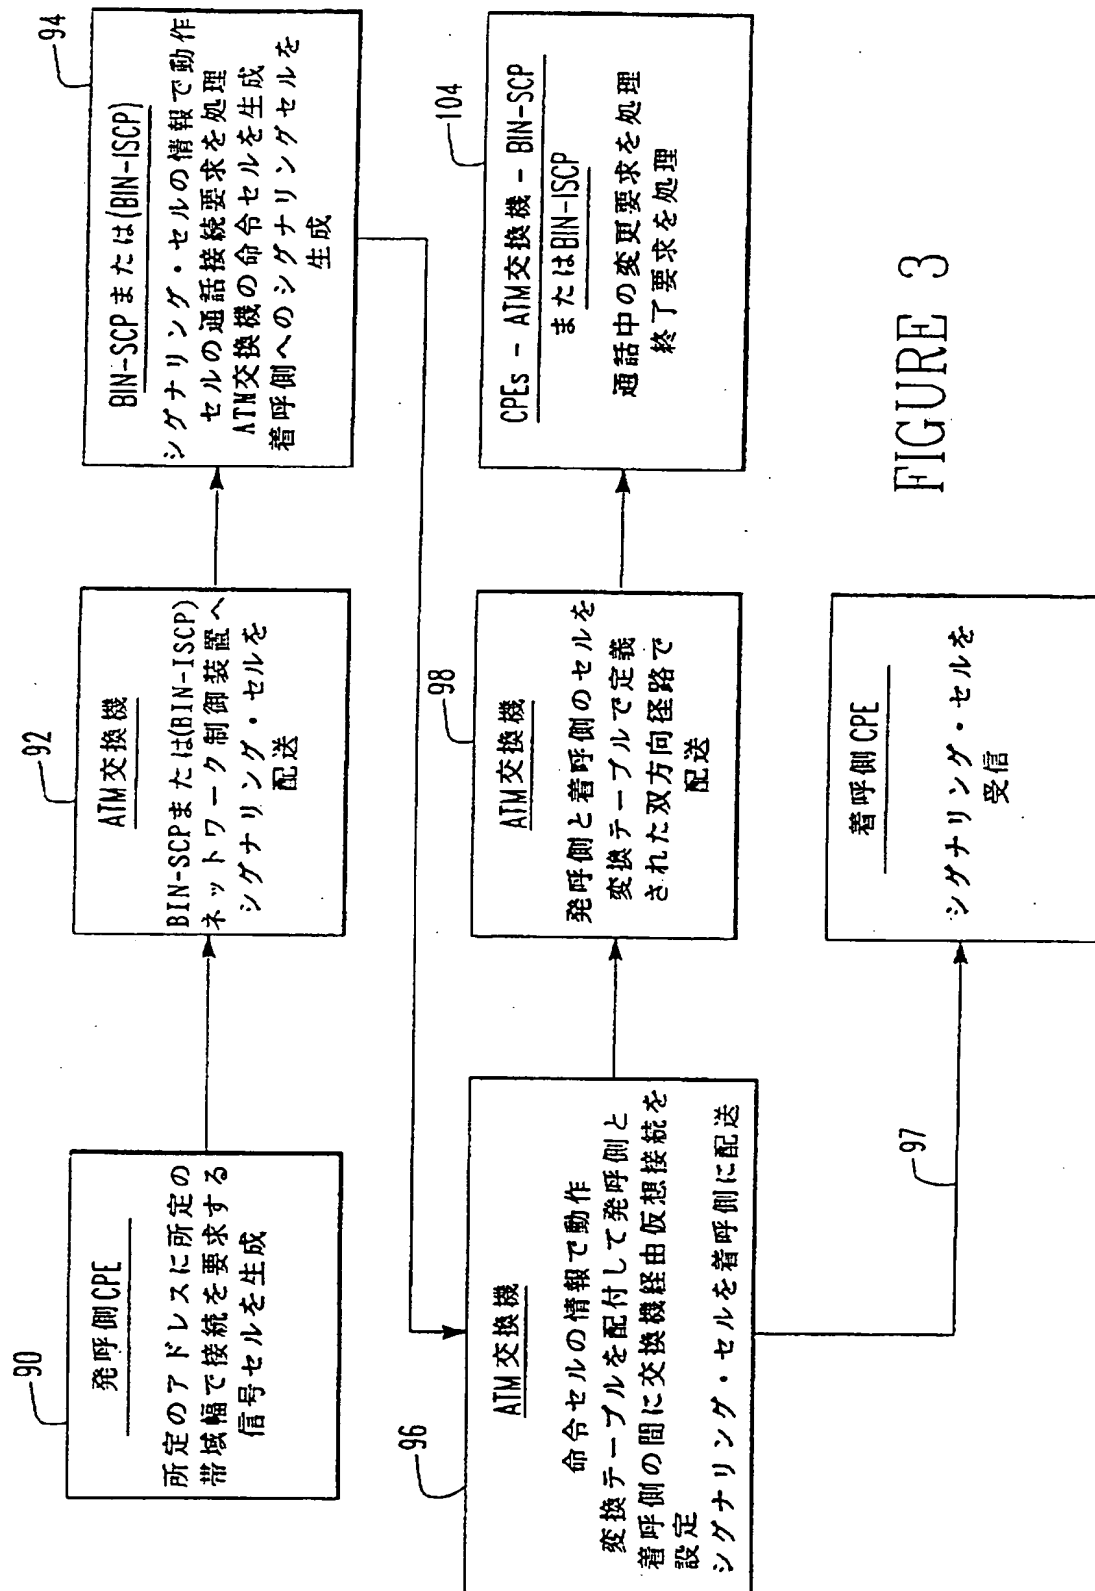 90
発呼側CPE
所定のアドレスに所定の
帯域幅で接続を要求する
信号セルを生成
92
ATM交換機
BIN-SCPまたは(BIN-ISCP)
ネットワーク制御装置へ
シグナリング・セルを
配送
94
BIN-SCPまたは(BIN-ISCP)
シグナリング・セルの情報で動作
セルの通話接続要求を処理
ATM交換機の命令セルを生成
着呼側へのシグナリングセルを
生成
96
ATM交換機
命令セルの情報で動作
変換テーブルを配付して発呼側と
着呼側の間に交換機経由仮想接続を
設定
シグナリング・セルを着呼側に配送
98
ATM交換機
発呼側と着呼側のセルを
変換テーブルで定義
された双方向経路で
配送
104
CPEs - ATM交換機 - BIN-SCP
またはBIN-ISCP
通話中の変更要求を処理
終了要求を処理
97
着呼側CPE
シグナリング・セルを
受信
FIGURE 3